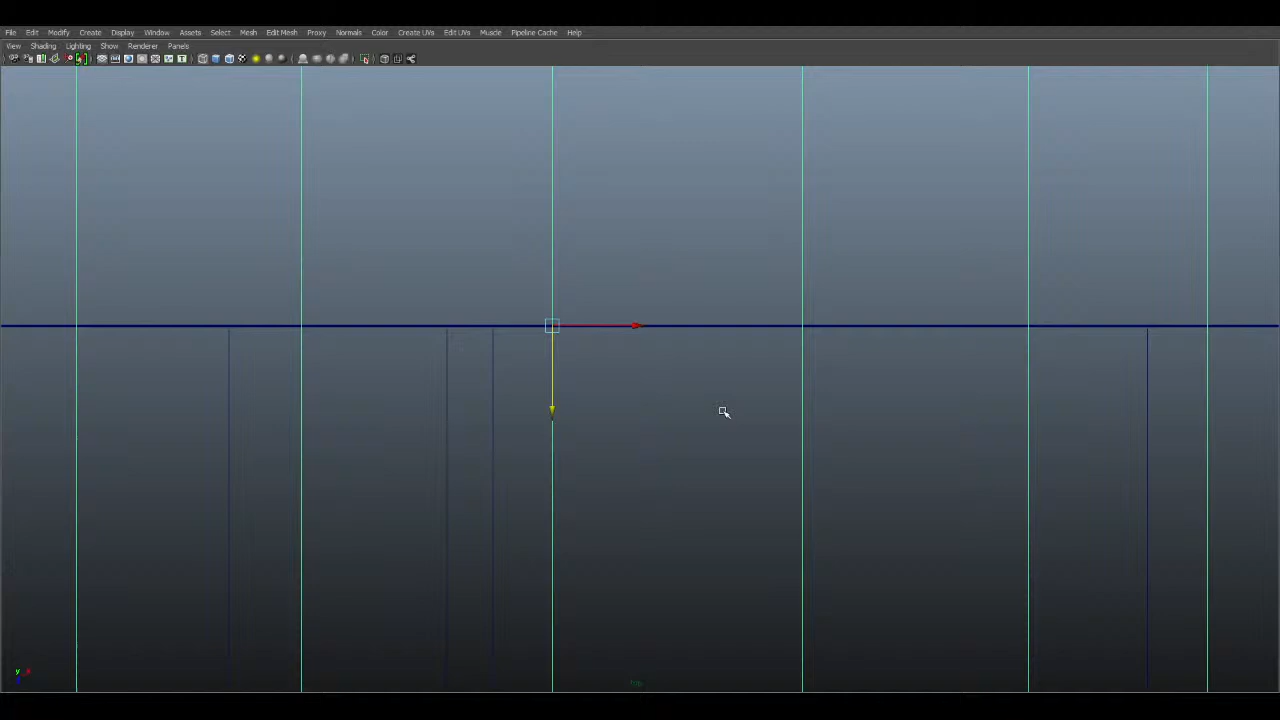 File Edit Modify Create Display Window Assets Select Mesh Edit Mesh Proxy Normals Color Create UVs Edit UVs Muscle Pipeline Cache Help
View Shading Lighting Show Renderer Panels
y x
top